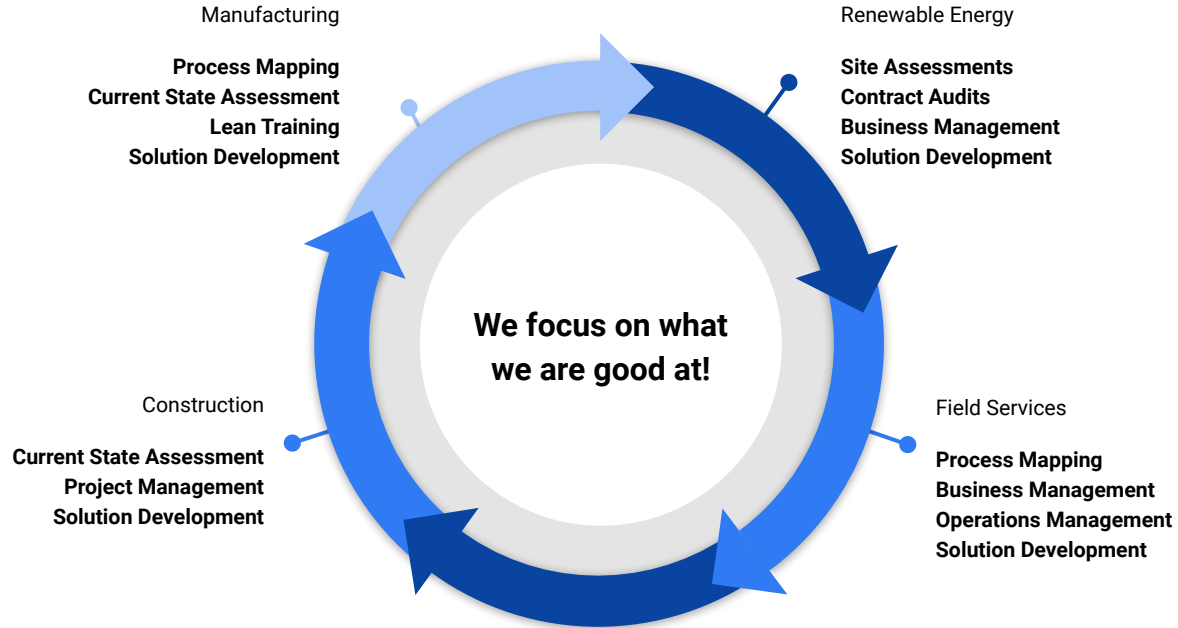 Manufacturing
Process Mapping
Current State Assessment
Lean Training
Solution Development
Renewable Energy
Site Assessments
Contract Audits
Business Management
Solution Development
We focus on what
we are good at!
Construction
Current State Assessment
Project Management
Solution Development
Field Services
Process Mapping
Business Management
Operations Management
Solution Development